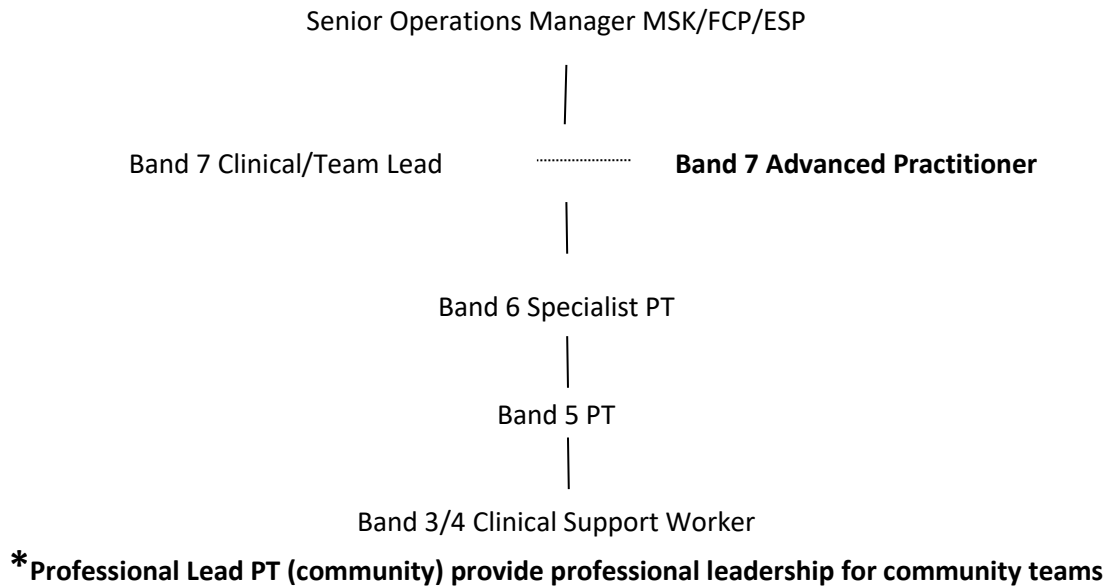 Senior Operations Manager MSK/FCP/ESP
Band 7 Clinical/Team Lead Band 7 Advanced Practitioner
Band 6 Specialist PT
Band 5 PT
Band 3/4 Clinical Support Worker
*Professional Lead PT (community) provide professional leadership for community teams